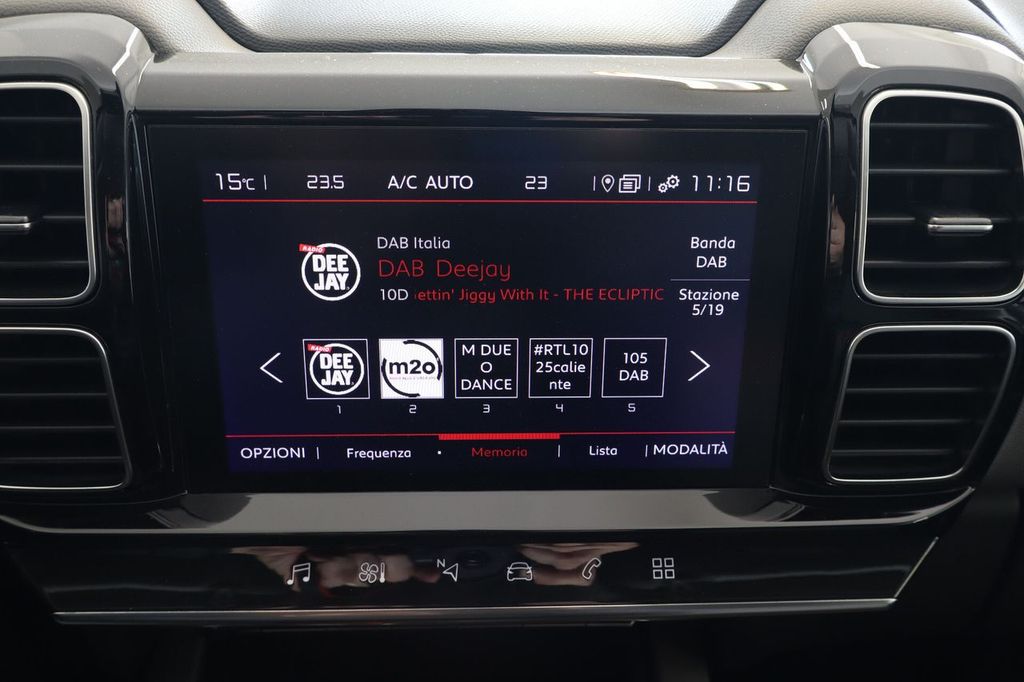 15°C 23.5 A/C AUTO 23 11:16
DAB Italia
DAB Deejay
10D ettin' Jiggy With It - THE ECLIPTIC
Banda
DAB
Stazione
5/19
RADIO
DEE
JAY
RADIO
DEE
JAY
m2o
M DUE
O
DANCE
#RTL10
25calie
nte
105
DAB
1 2 3 4 5
OPZIONI Frequenza Memoria Lista MODALITÀ
N